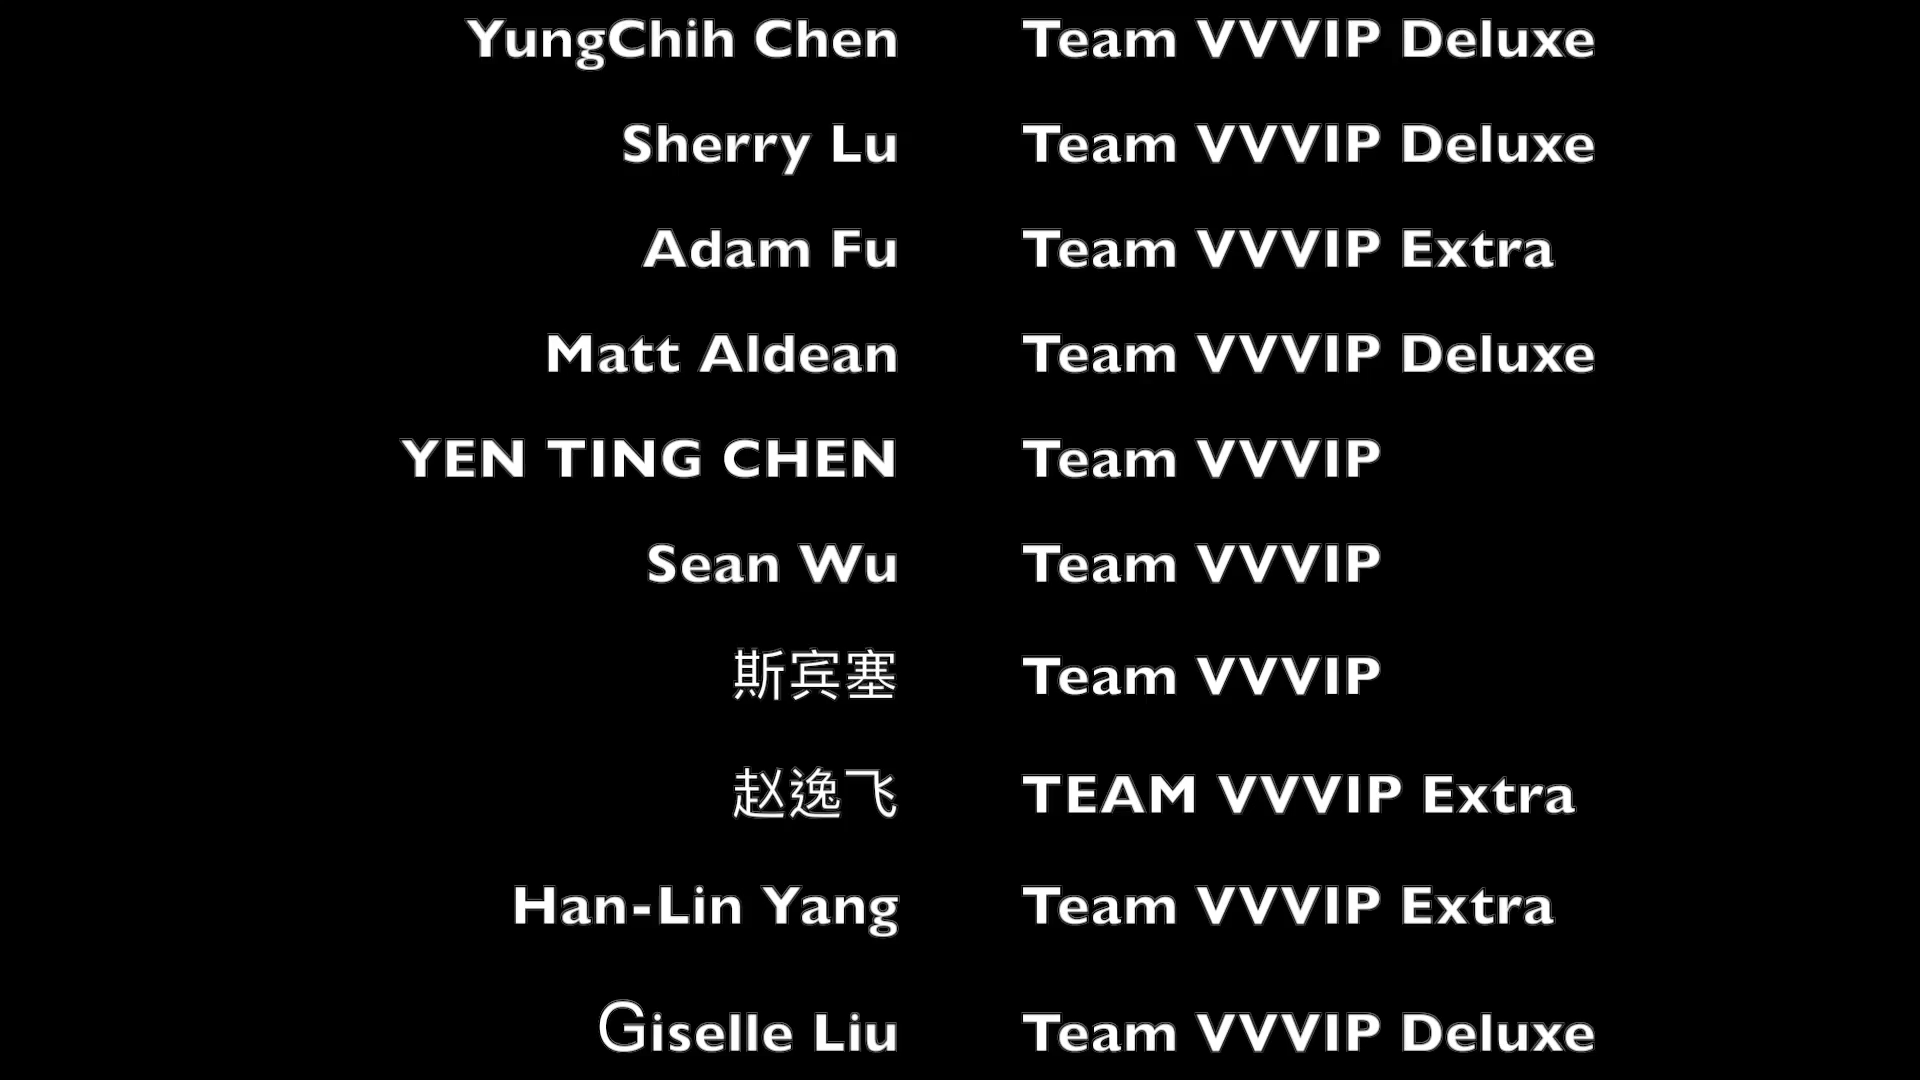 YungChih Chen Team VVVIP Deluxe
Sherry Lu Team VVVIP Deluxe
Adam Fu Team VVVIP Extra
Matt Aldean Team VVVIP Deluxe
YEN TING CHEN Team VVVIP
Sean Wu Team VVVIP
斯宾塞 Team VVVIP
赵逸飞 TEAM VVVIP Extra
Han-Lin Yang Team VVVIP Extra
Giselle Liu Team VVVIP Deluxe